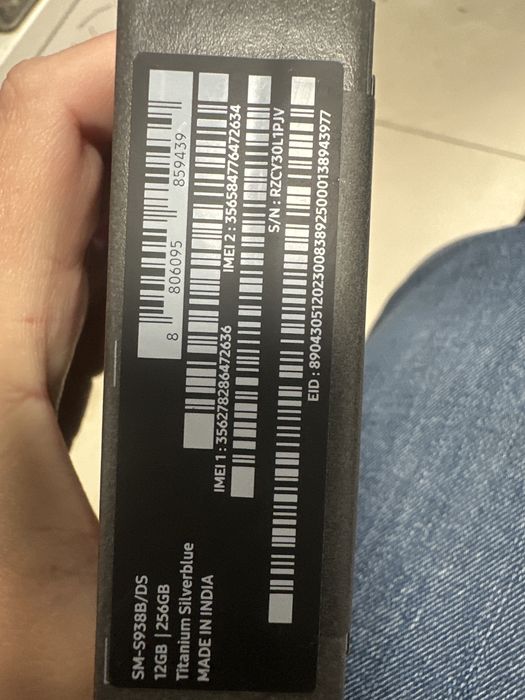 SM-S938B/DS
12GB | 256GB
Titanium Silverblue
MADE IN INDIA
8 806095 859439
IMEI 1 : 356278286472636
IMEI 2 : 356584776472634
S/N : RZCY30L1PJV
EID : 89043051202300838925000138943977